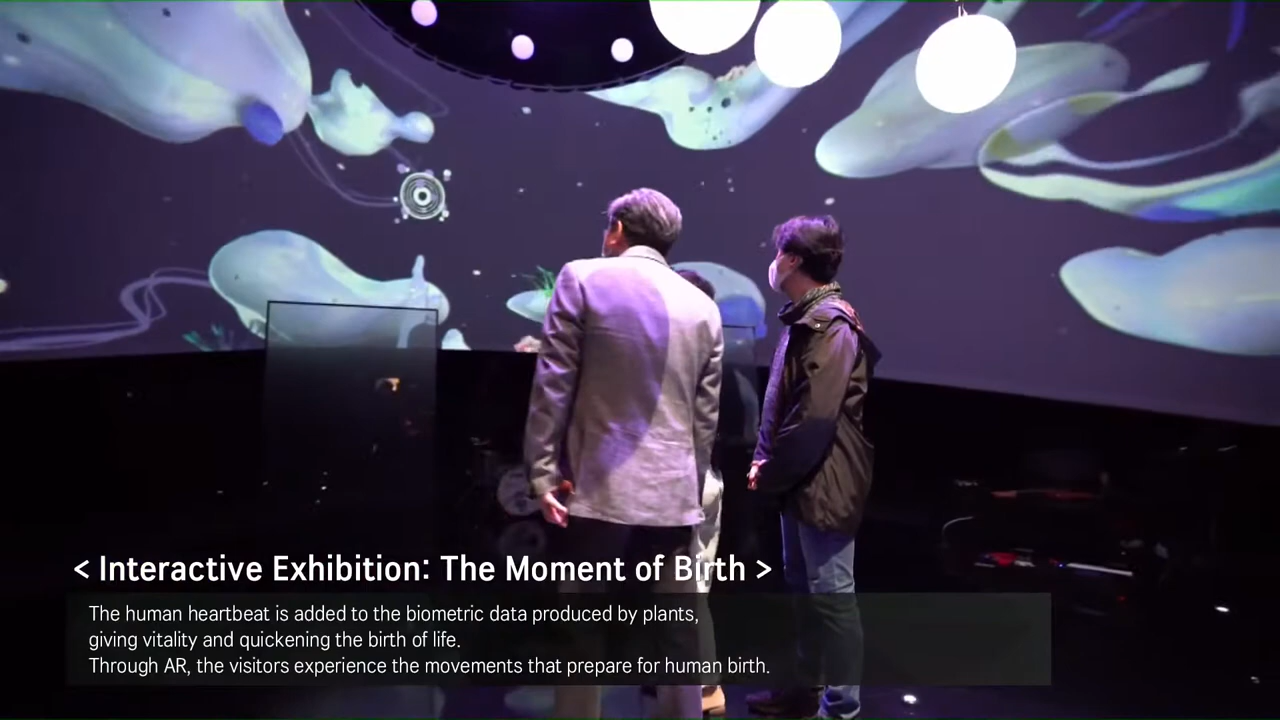 < Interactive Exhibition: The Moment of Birth >
The human heartbeat is added to the biometric data produced by plants,
giving vitality and quickening the birth of life.
Through AR, the visitors experience the movements that prepare for human birth.